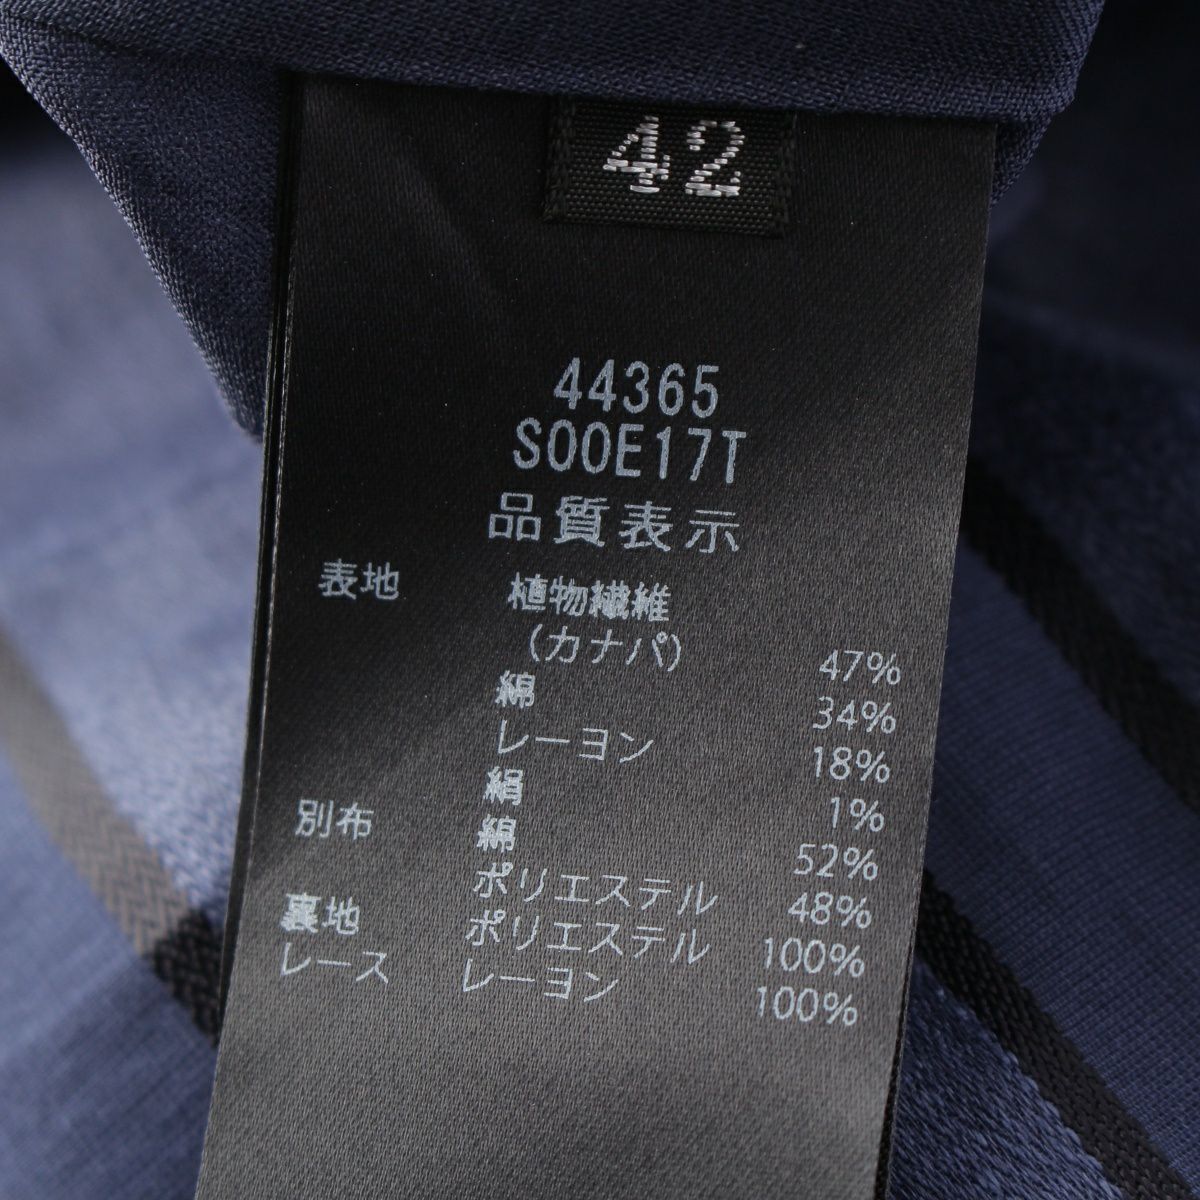 42
44365
S00E17T
品質表示
表地 植物繊維
(カナパ) 47%
綿 34%
レーヨン 18%
絹 1%
別布 綿 52%
ポリエステル 48%
裏地 ポリエステル 100%
レース レーヨン 100%